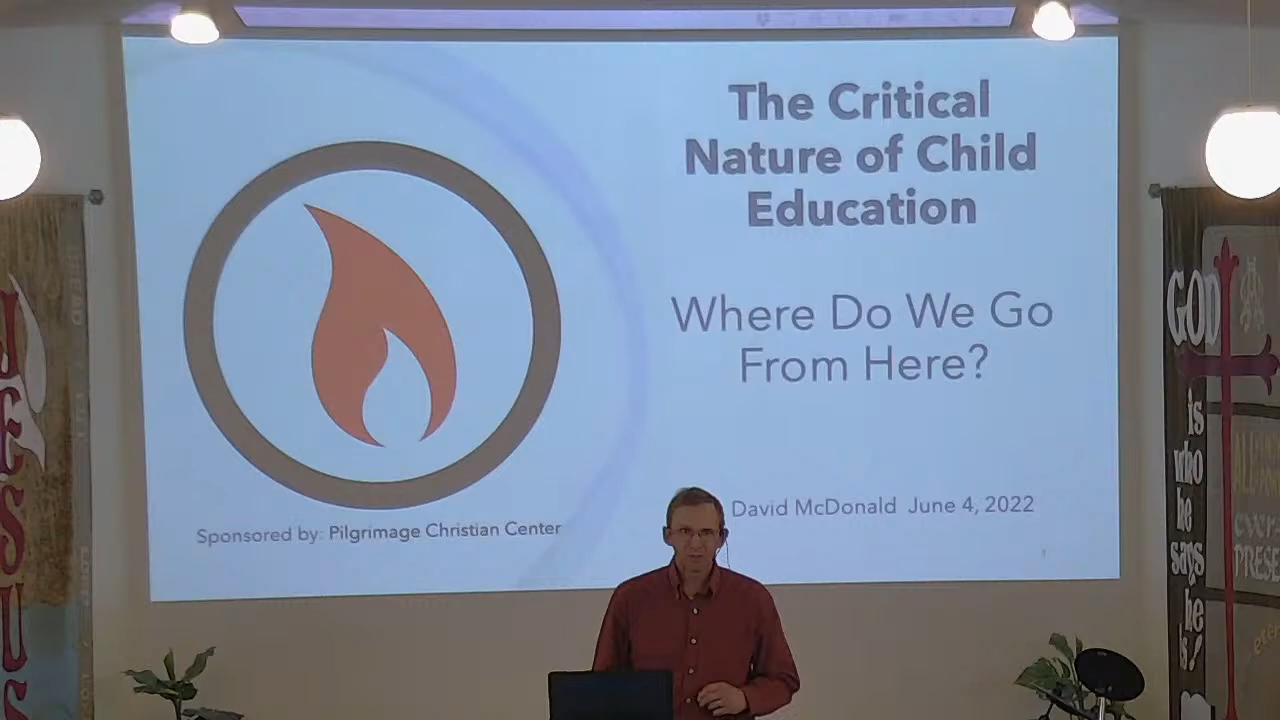 The Critical
Nature of Child
Education
Where Do We Go
From Here?
David McDonald June 4, 2022
Sponsored by: Pilgrimage Christian Center
JESUS
GOD
is
who
he
says
he
is!